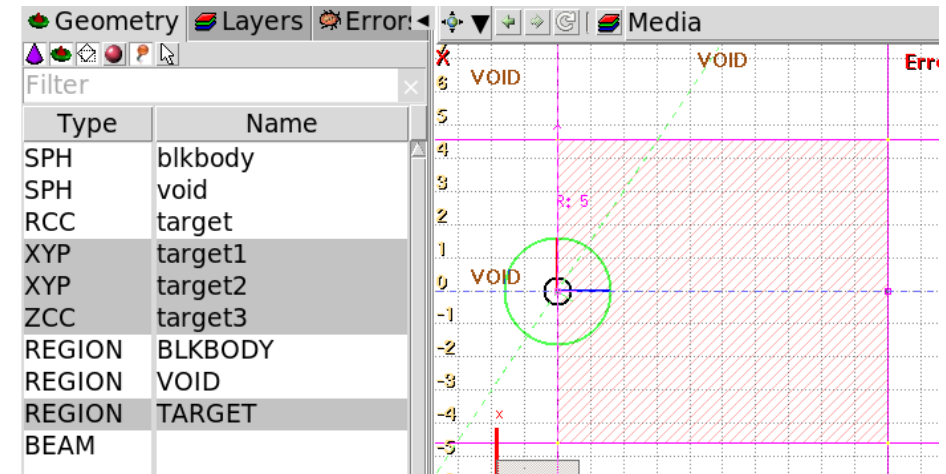 Geometry Layers Error
Media
Filter
Type Name
SPH blkbody
SPH void
RCC target
XYP target1
XYP target2
ZCC target3
REGION BLKBODY
REGION VOID
REGION TARGET
BEAM
X
VOID
VOID
Erro
6
5
4
3
R: 5
2
1
VOID
0
-1
-2
-3
-4
x
-5